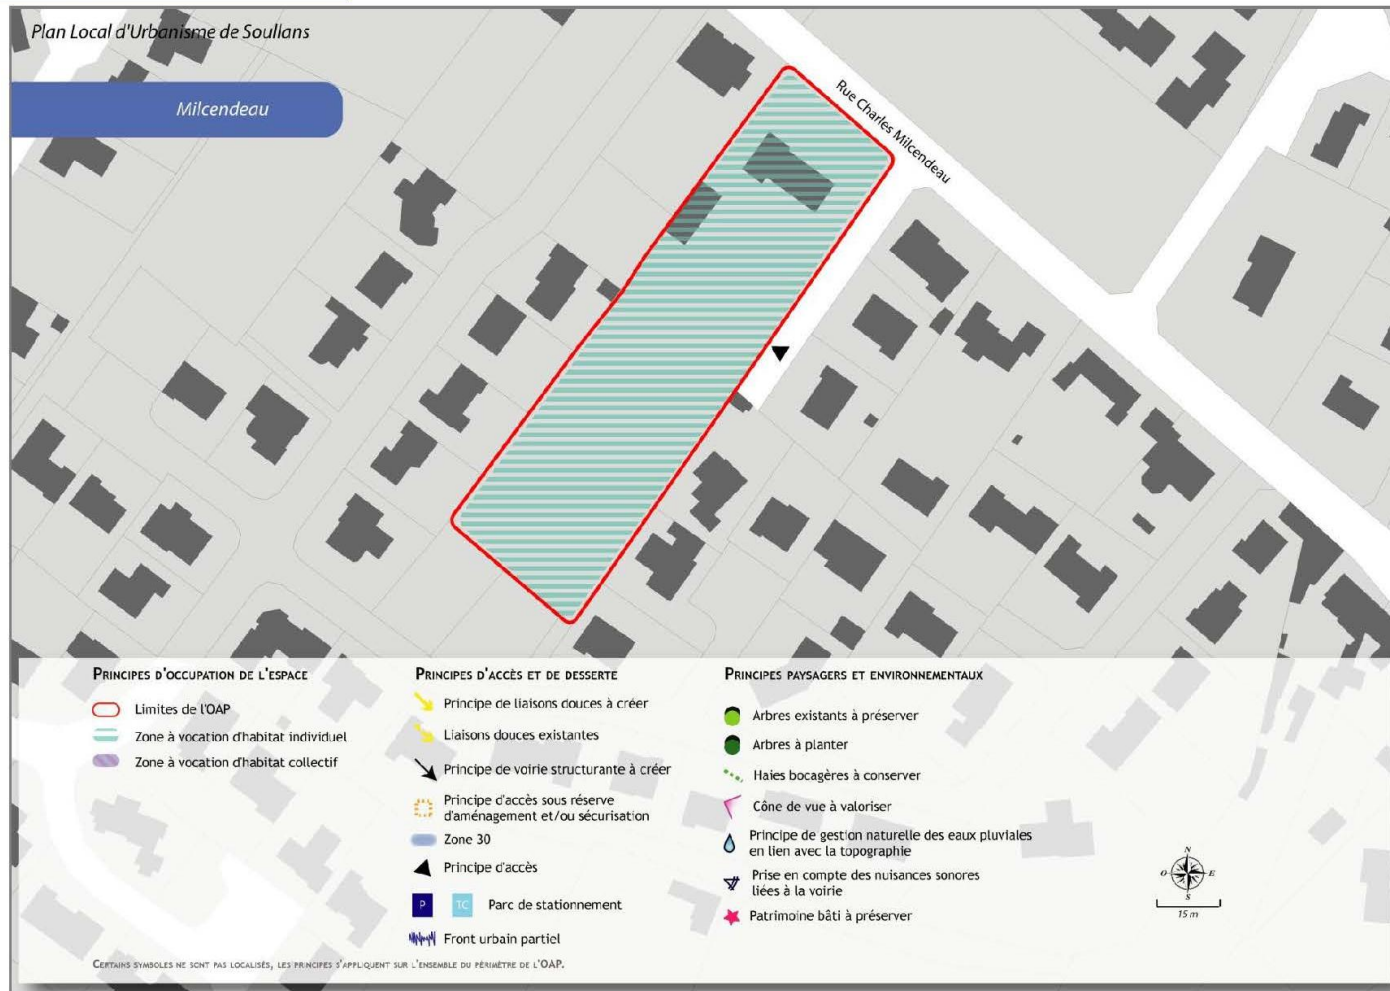 Plan Local d'Urbanisme de Soullans
Milcendeau
Rue Charles Milcendeau
PRINCIPES D'OCCUPATION DE L'ESPACE
Limites de l'OAP
Zone à vocation d'habitat individuel
Zone à vocation d'habitat collectif
PRINCIPES D'ACCÈS ET DE DESSERTE
Principe de liaisons douces à créer
Liaisons douces existantes
Principe de voirie structurante à créer
Principe d'accès sous réserve
d'aménagement et/ou sécurisation
Zone 30
Principe d'accès
P TC Parc de stationnement
Front urbain partiel
PRINCIPES PAYSAGERS ET ENVIRONNEMENTAUX
Arbres existants à préserver
Arbres à planter
Haies bocagères à conserver
Cône de vue à valoriser
Principe de gestion naturelle des eaux pluviales
en lien avec la topographie
Prise en compte des nuisances sonores
liées à la voirie
Patrimoine bâti à préserver
N
O E
S
15 m
CERTAINS SYMBOLES NE SONT PAS LOCALISÉS, LES PRINCIPES S'APPLIQUENT SUR L'ENSEMBLE DU PÉRIMÈTRE DE L'OAP.